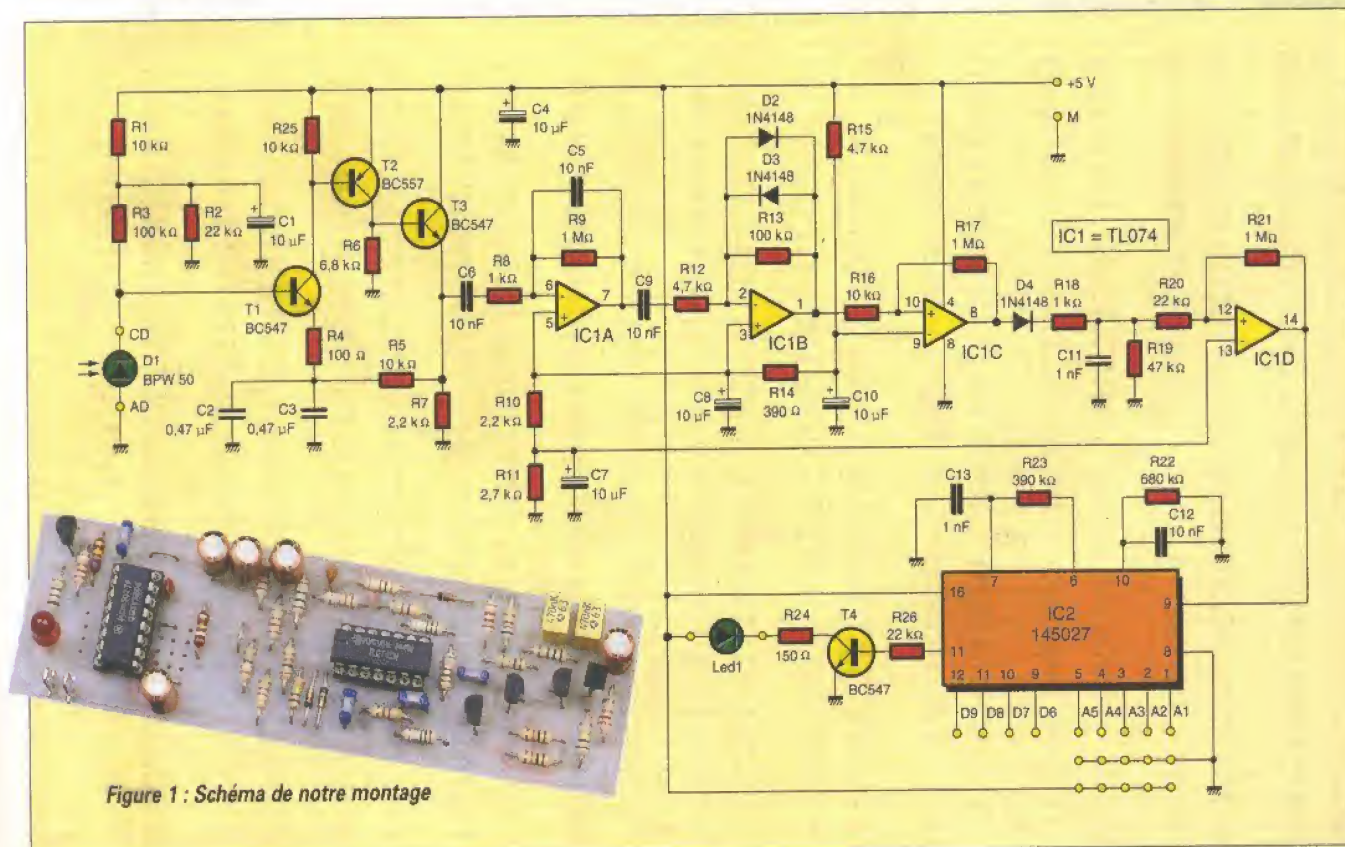 R1
10 kΩ
R3
100 kΩ
R2
22 kΩ
C1
10 µF
+
CD
D1
BPW 50
AD
R25
10 kΩ
T1
BC547
T2
BC557
T3
BC547
R6
6,8 kΩ
R4
100 Ω
R5
10 kΩ
R7
2,2 kΩ
C2
0,47 µF
C3
0,47 µF
+
C4
10 µF
C6
10 nF
R8
1 kΩ
C5
10 nF
R9
1 MΩ
6
-
5
+
7
IC1A
C9
10 nF
R10
2,2 kΩ
R11
2,7 kΩ
+
C7
10 µF
R12
4,7 kΩ
D2
1N4148
D3
1N4148
R13
100 kΩ
2
-
3
+
1
IC1B
+
C8
10 µF
R14
390 Ω
+
C10
10 µF
R15
4,7 kΩ
R16
10 kΩ
R17
1 MΩ
10
+
9
-
4
8
8
IC1C
D4
1N4148
+5 V
M
IC1 = TL074
R18
1 kΩ
C11
1 nF
R19
47 kΩ
R20
22 kΩ
R21
1 MΩ
12
+
13
-
14
IC1D
C13
1 nF
R23
390 kΩ
R22
680 kΩ
C12
10 nF
7
6
10
16
9
11
8
IC2
145027
12
11
10
9
5
4
3
2
1
D9
D8
D7
D6
A5
A4
A3
A2
A1
Led1
R24
150 Ω
T4
BC547
R26
22 kΩ
Figure 1 : Schéma de notre montage